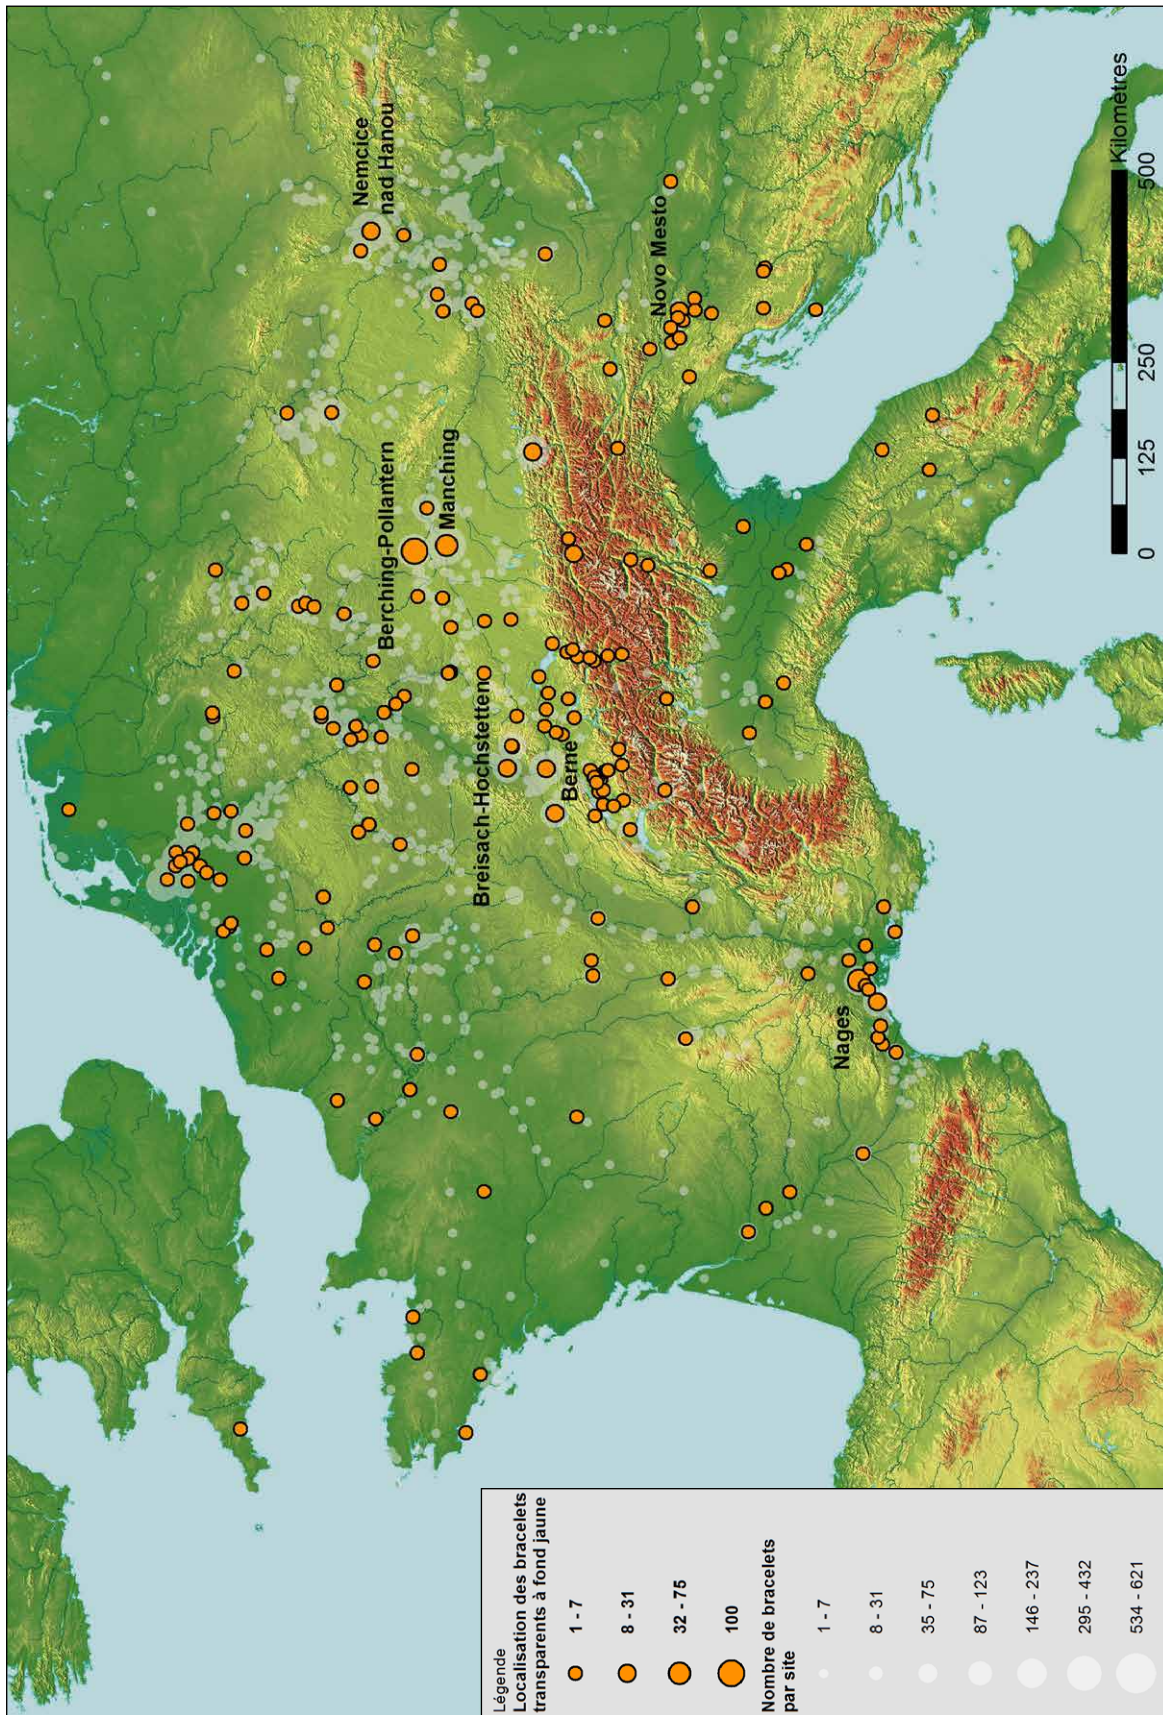 Nemcice
nad Hanou
Berching-Pollantern
Manching
Breisach-Hochstetten
Berne
Novo Mesto
Nages
Légende
Localisation des bracelets
transparents à fond jaune
1 - 7
8 - 31
32 - 75
100
Nombre de bracelets
par site
1 - 7
8 - 31
35 - 75
87 - 123
146 - 237
295 - 432
534 - 621
0 125 250 500
Kilomètres